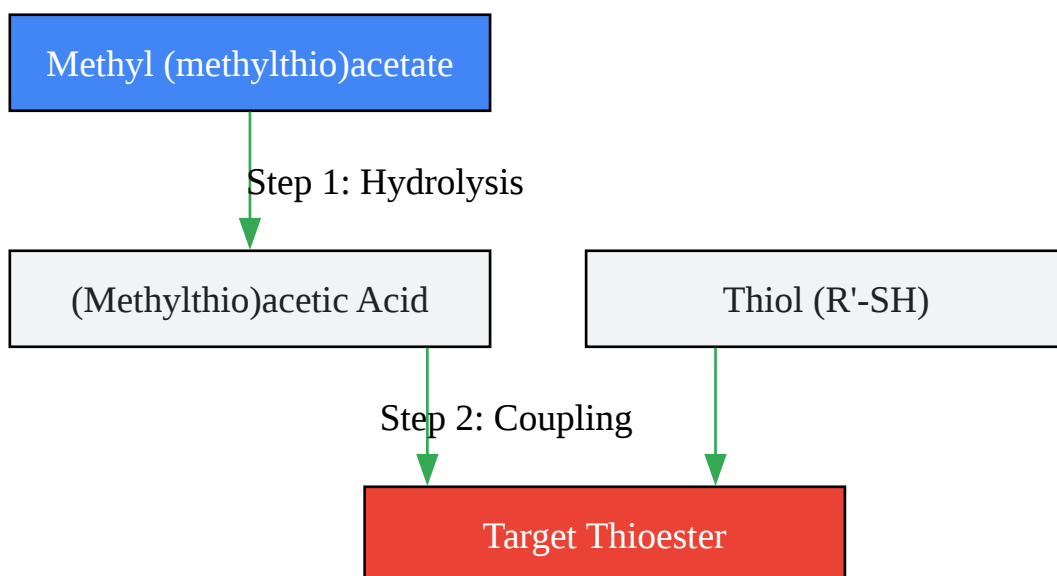 Methyl (methylthio)acetate
Step 1: Hydrolysis
(Methylthio)acetic Acid
Thiol (R'-SH)
Step 2: Coupling
Target Thioester